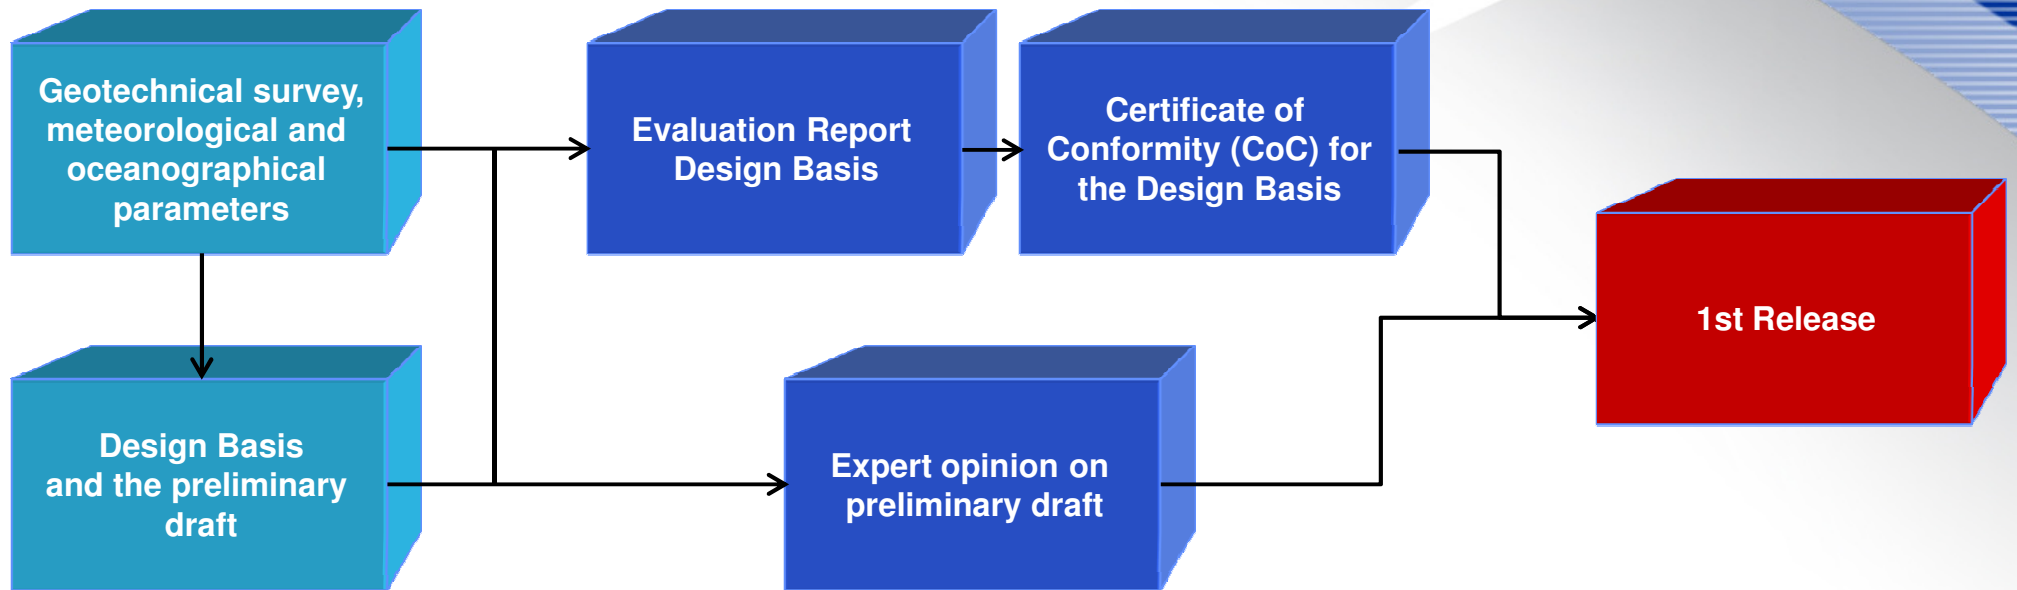 Geotechnical survey,
meteorological and
oceanographical
parameters
Evaluation Report
Design Basis
Certificate of
Conformity (CoC) for
the Design Basis
1st Release
Design Basis
and the preliminary
draft
Expert opinion on
preliminary draft